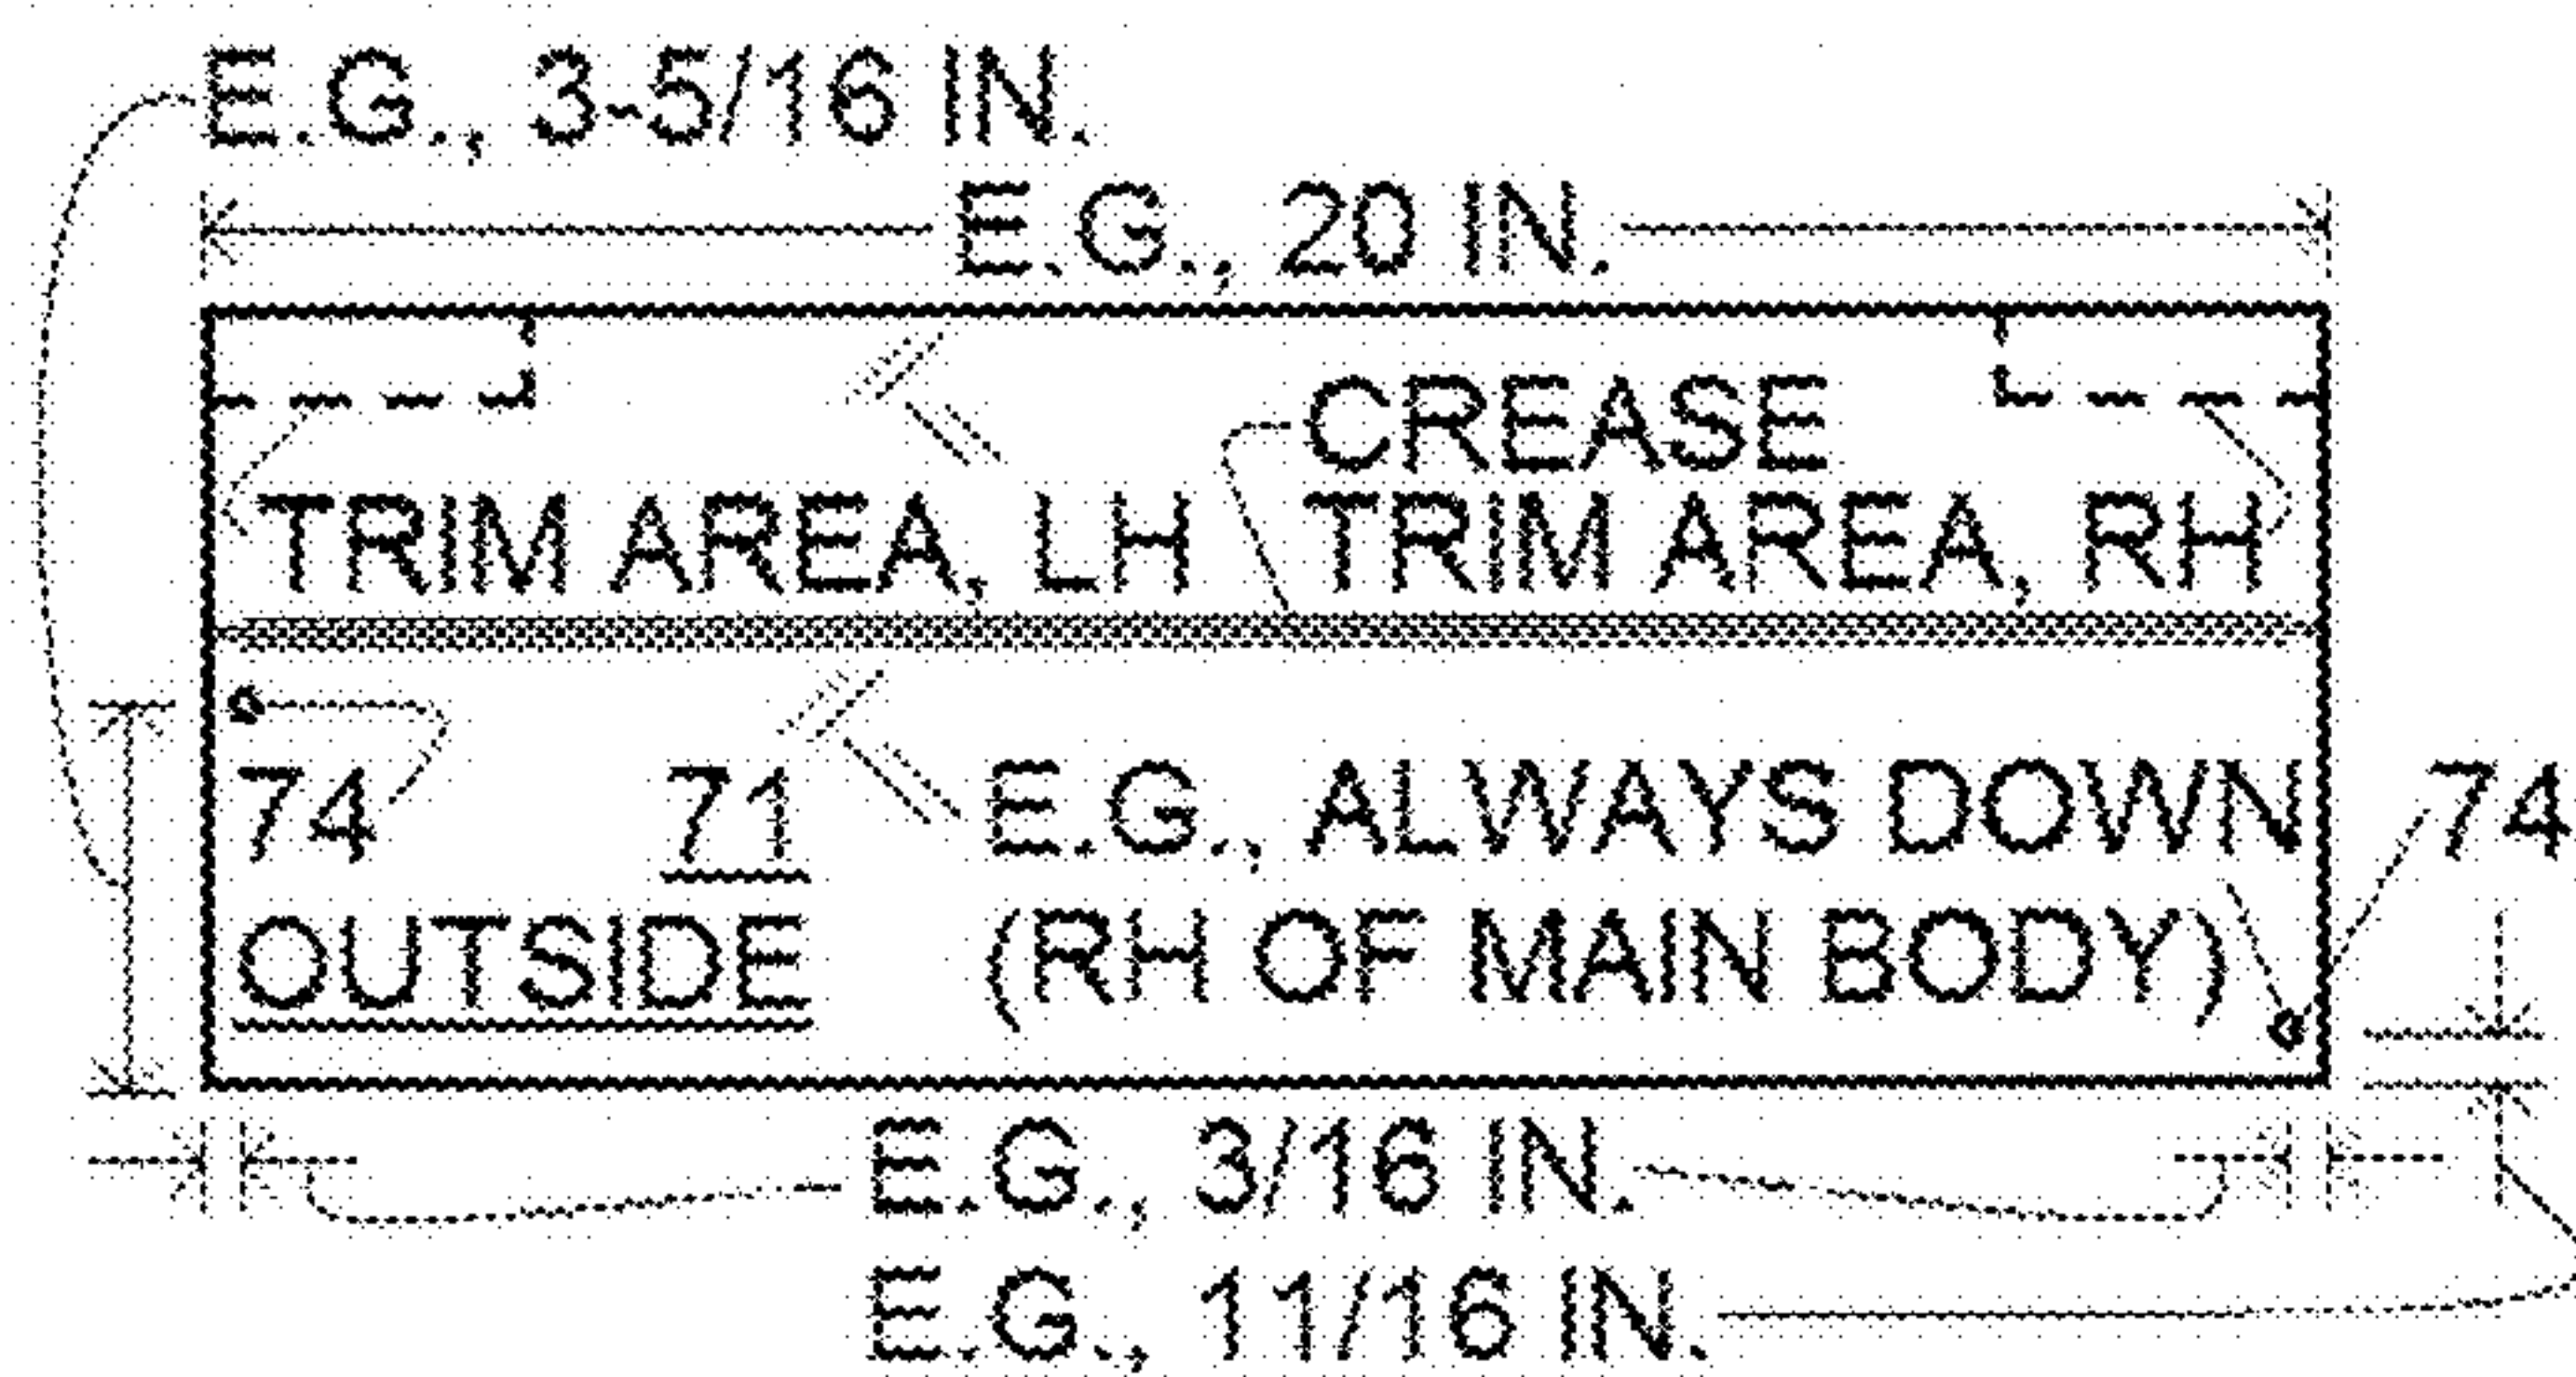 E.G., 3-5/16 IN.
E.G., 20 IN.
CREASE
TRIM AREA, LH TRIM AREA, RH
74 71 E.G., ALWAYS DOWN 74
OUTSIDE (RH OF MAIN BODY)
E.G., 3/16 IN.
E.G., 11/16 IN.